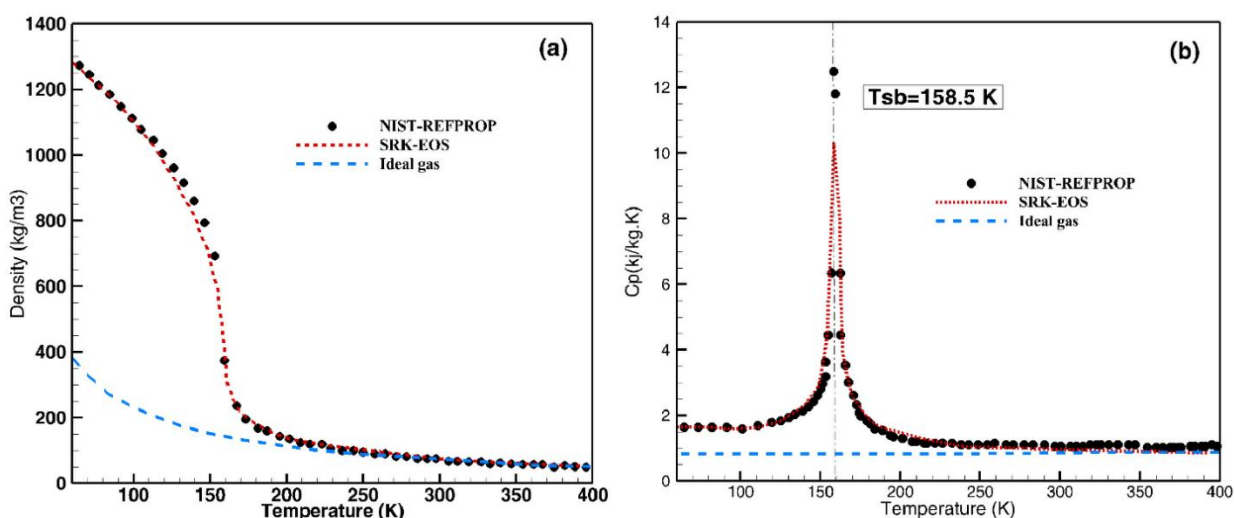 (a)
1400
1200
1000
800
600
400
200
0
Density (kg/m3)
NIST-REFPROP
SRK-EOS
Ideal gas
100 150 200 250 300 350 400
Temperature (K)
(b)
14
12
10
8
6
4
2
0
Cp(kj/kg.K)
Tsb=158.5 K
NIST-REFPROP
SRK-EOS
Ideal gas
100 150 200 250 300 350 400
Temperature (K)